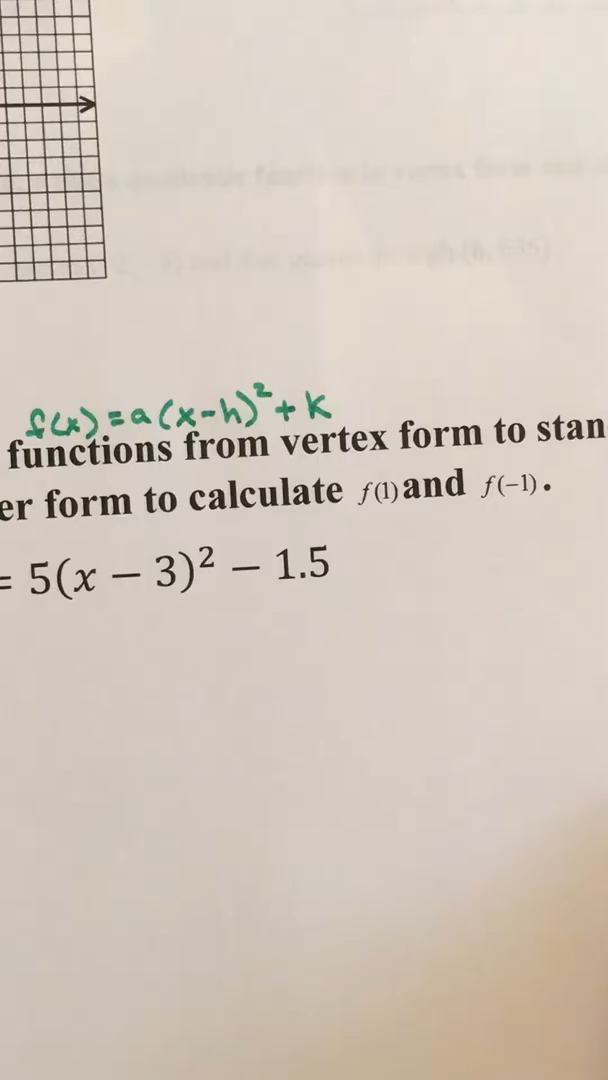 f(x) = a(x-h)² + k
functions from vertex form to stan
er form to calculate f(1) and f(-1).
= 5(x − 3)² − 1.5